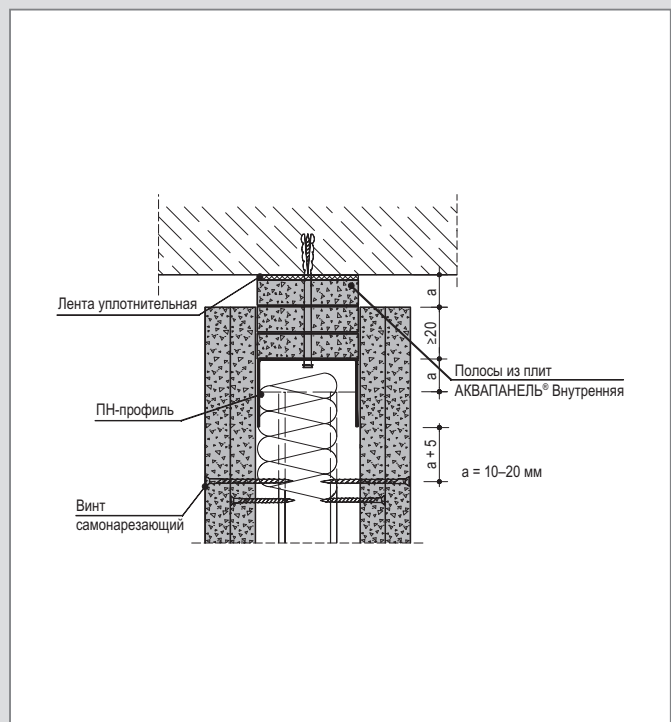 Лента уплотнительная
a
≥20
a
Полосы из плит
АКВАПАНЕЛЬ® Внутренняя
ПН-профиль
a + 5
a = 10–20 мм
Винт
самонарезающий